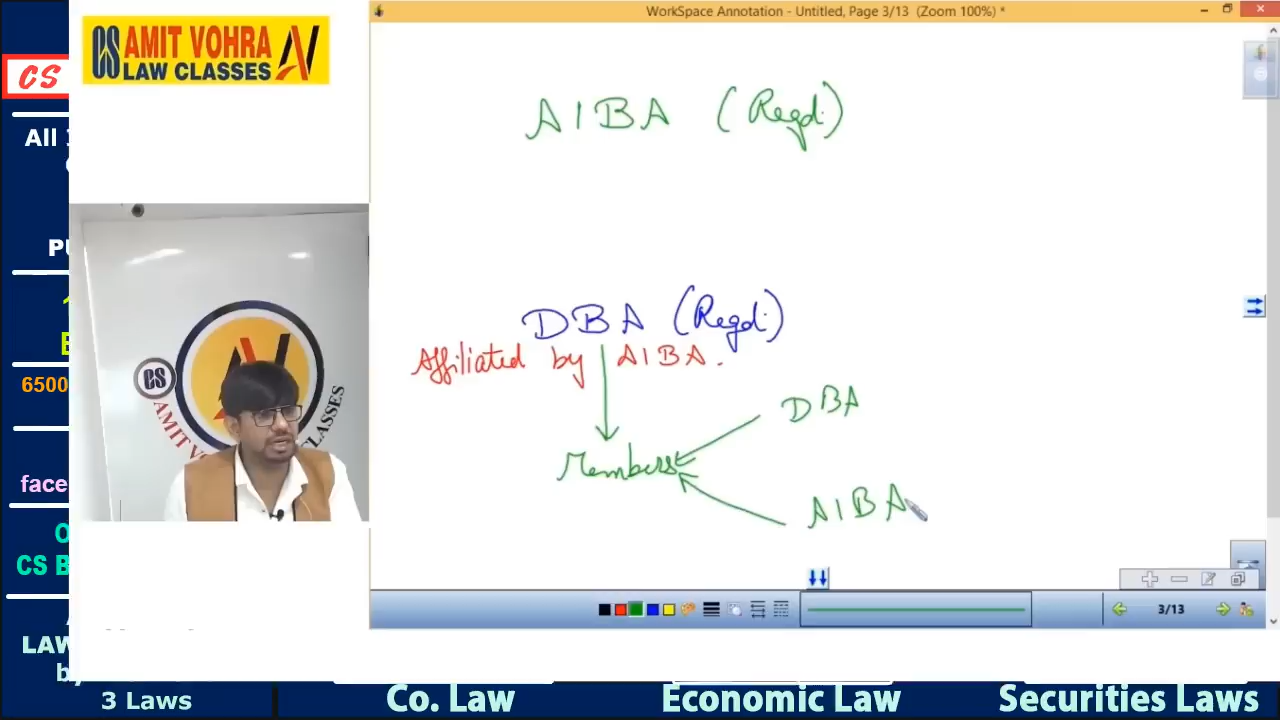 WorkSpace Annotation - Untitled, Page 3/13 (Zoom 100%) *
CS AMIT VOHRA
LAW CLASSES
CS
All
AIBA (Regd.)
DBA (Regd.)
Affiliated by AIBA.
DBA
Members
AIBA
CS
AMIT
CLASSES
6500
face
CS B
LAW
by
3 Laws
Co. Law
Economic Law
Securities Laws
3/13